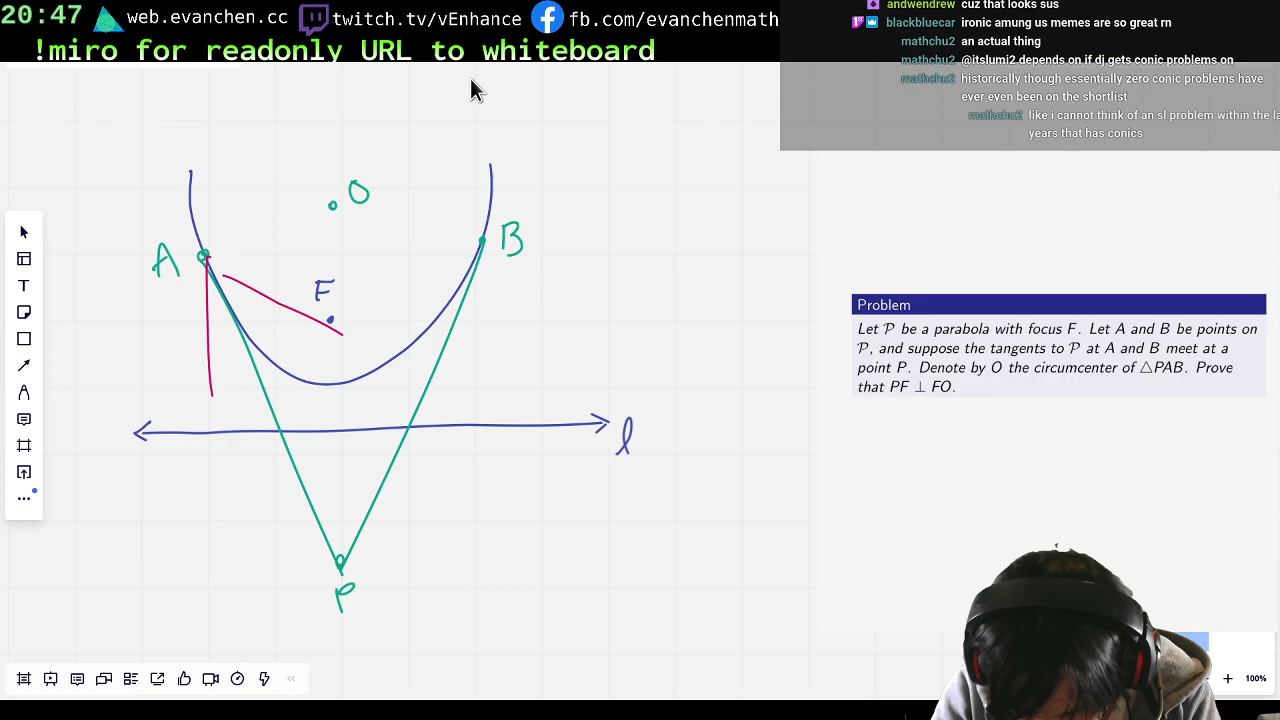 20:47 web.evanchen.cc twitch.tv/vEnhance fb.com/evanchenmath
!miro for readonly URL to whiteboard
andwendrew cuz that looks sus
blackbluecar ironic among us memes are so great rn
mathchu2 an actual thing
mathchu2 @itslumi2 depends on if dj gets conic problems on
mathchu2 historically though essentially zero conic problems have
ever even been on the shortlist
mathchu2 like i cannot think of an sl problem within the la
years that has conics
O
A
B
F
l
P
T
Problem
Let P be a parabola with focus F. Let A and B be points on
P, and suppose the tangents to P at A and B meet at a
point P. Denote by O the circumcenter of △PAB. Prove
that PF ⊥ FO.
100%